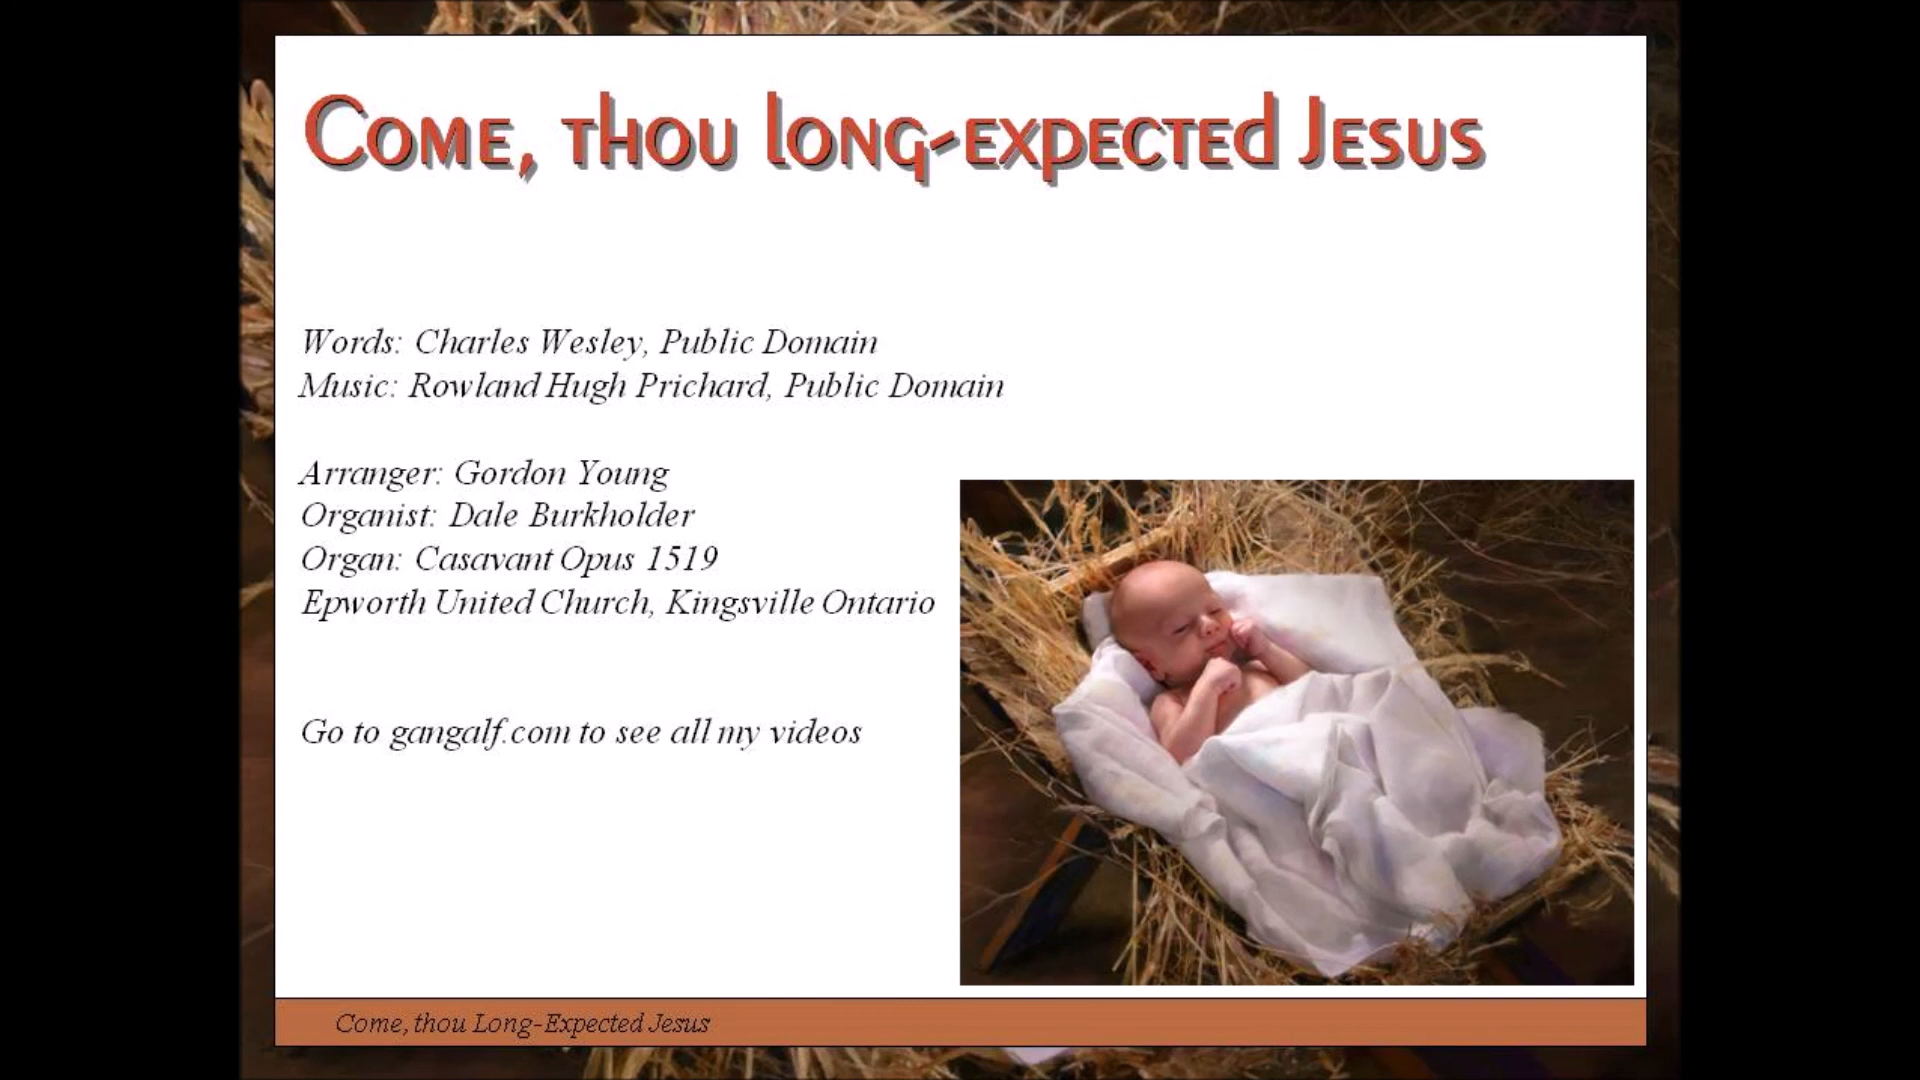 Come, thou long-expected Jesus
Words: Charles Wesley, Public Domain
Music: Rowland Hugh Prichard, Public Domain
Arranger: Gordon Young
Organist: Dale Burkholder
Organ: Casavant Opus 1519
Epworth United Church, Kingsville Ontario
Go to gangalf.com to see all my videos
Come, thou Long-Expected Jesus